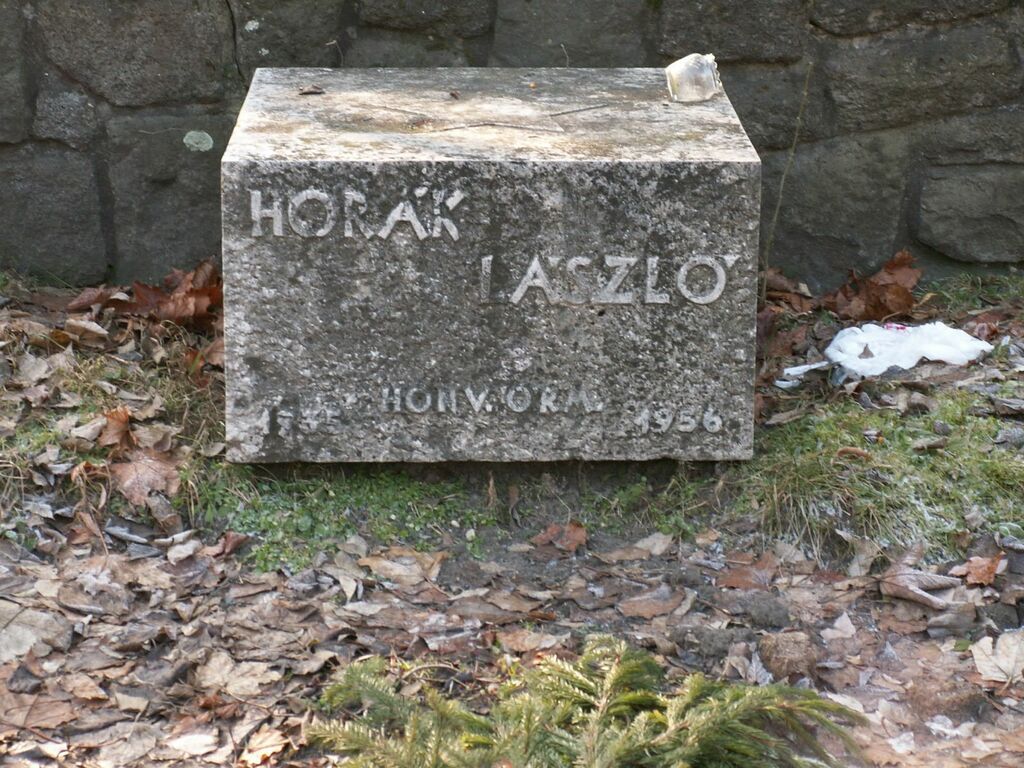 HORÁK
LÁSZLÓ
HONV. ŐRM.
1956